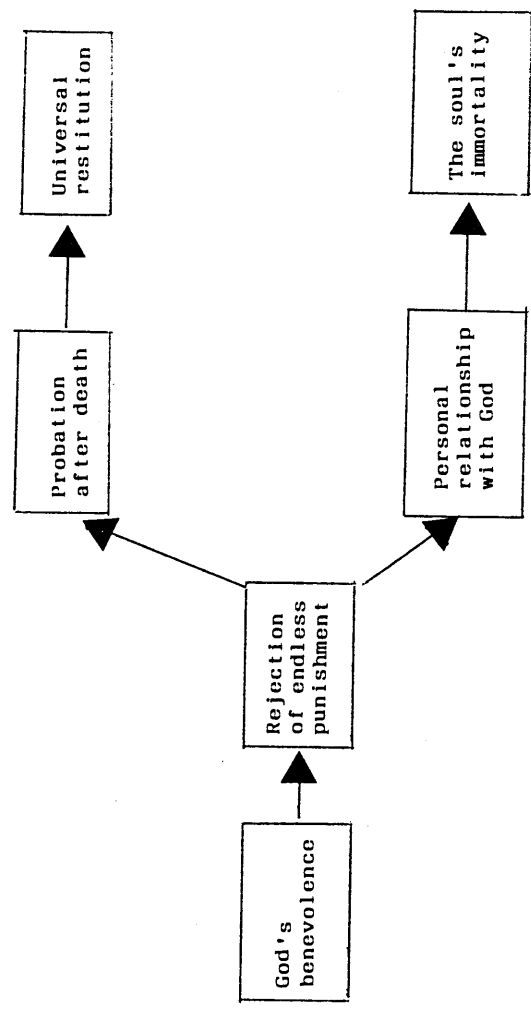 God's
benevolence
Rejection
of endless
punishment
Probation
after death
Universal
restitution
Personal
relationship
with God
The soul's
immortality